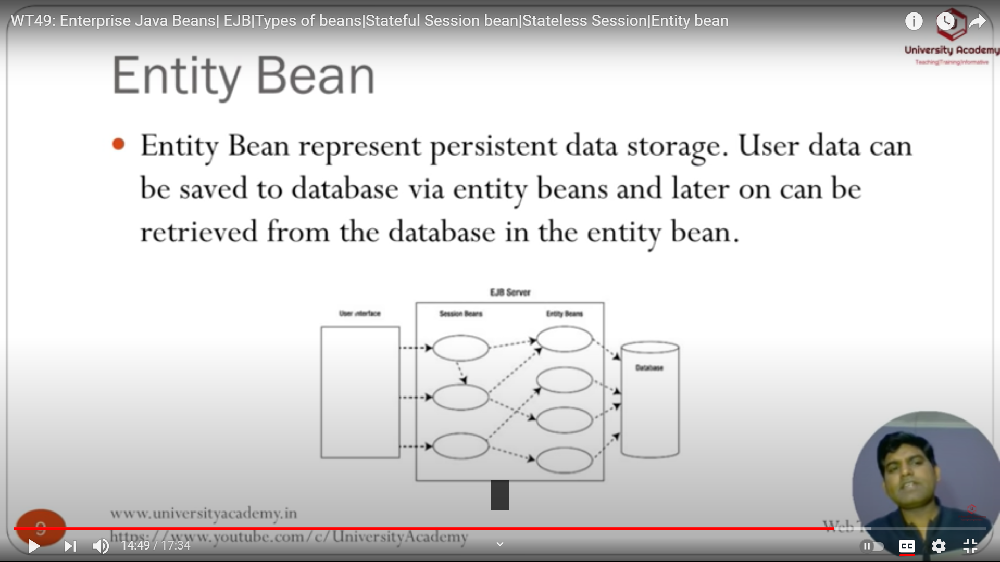 WT49: Enterprise Java Beans| EJB|Types of beans|Stateful Session bean|Stateless Session|Entity bean
University Academy
Teaching|Training|Informative
Entity Bean
Entity Bean represent persistent data storage. User data can
be saved to database via entity beans and later on can be
retrieved from the database in the entity bean.
EJB Server
User Interface
Session Beans
Entity Beans
Database
www.universityacademy.in
9
Web
https://www.youtube.com/c/UniversityAcademy
14:49 / 17:34
CC